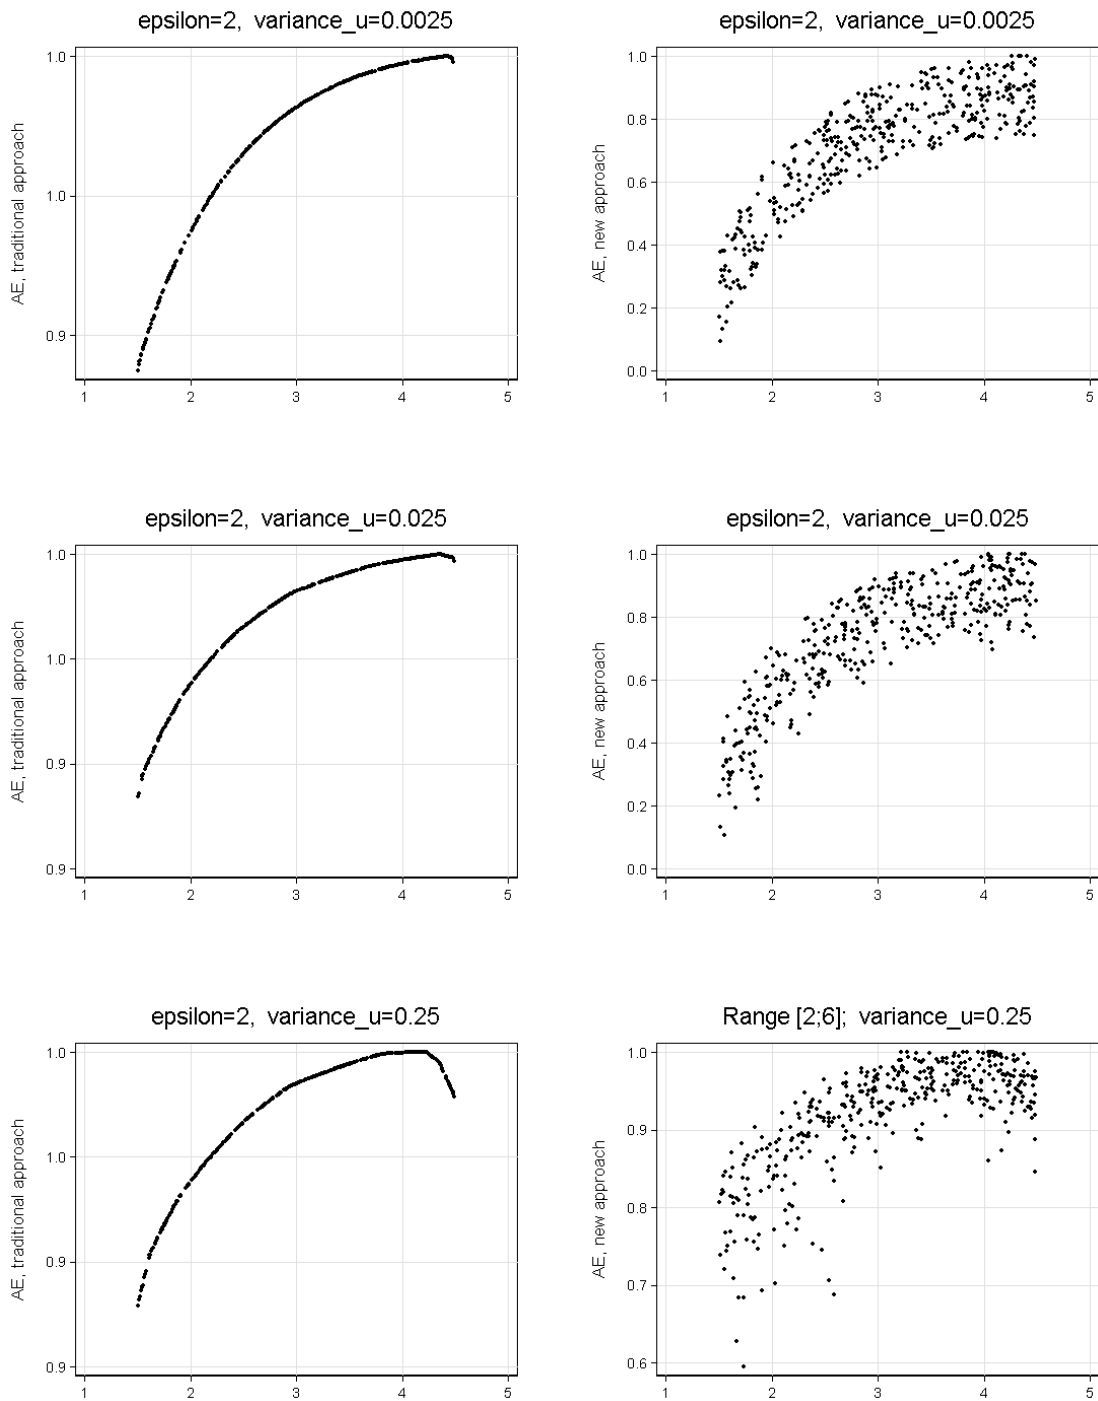 epsilon=2, variance_u=0.0025
AE, traditional approach
1.0
1.0
0.9
1 2 3 4 5
epsilon=2, variance_u=0.0025
AE, new approach
1.0
0.8
0.6
0.4
0.2
0.0
1 2 3 4 5
epsilon=2, variance_u=0.025
AE, traditional approach
1.0
1.0
0.9
0.9
1 2 3 4 5
epsilon=2, variance_u=0.025
AE, new approach
1.0
0.8
0.6
0.4
0.2
0.0
1 2 3 4 5
epsilon=2, variance_u=0.25
AE, traditional approach
1.0
1.0
0.9
0.9
1 2 3 4 5
Range [2;6]; variance_u=0.25
AE, new approach
1.0
0.9
0.8
0.7
0.6
1 2 3 4 5